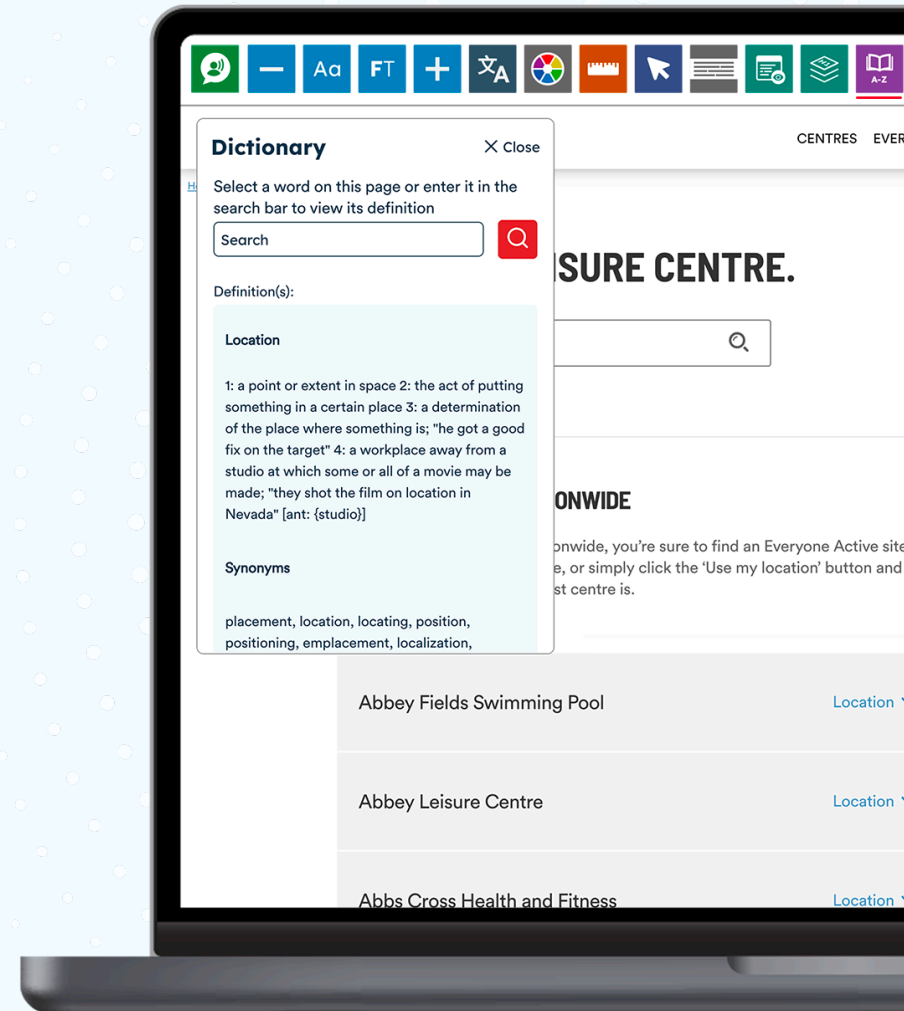 Aa
FT
文A
A-Z
CENTRES EVER
Dictionary
Close
Select a word on this page or enter it in the
search bar to view its definition
Search
Definition(s):
Location
1: a point or extent in space 2: the act of putting
something in a certain place 3: a determination
of the place where something is; "he got a good
fix on the target" 4: a workplace away from a
studio at which some or all of a movie may be
made; "they shot the film on location in
Nevada" [ant: {studio}]
Synonyms
placement, location, locating, position,
positioning, emplacement, localization,
ISURE CENTRE.
ONWIDE
onwide, you're sure to find an Everyone Active site
e, or simply click the 'Use my location' button and
st centre is.
Abbey Fields Swimming Pool Location
Abbey Leisure Centre Location
Abbs Cross Health and Fitness Location